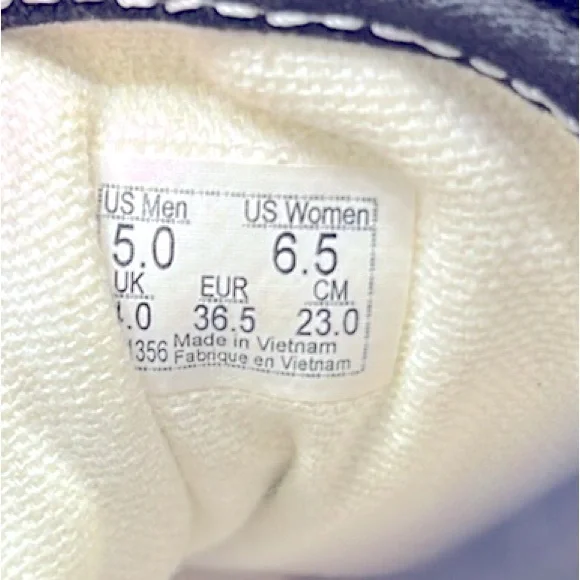 US Men US Women
5.0 6.5
UK EUR CM
.0 36.5 23.0
1356 Made in Vietnam
Fabrique en Vietnam